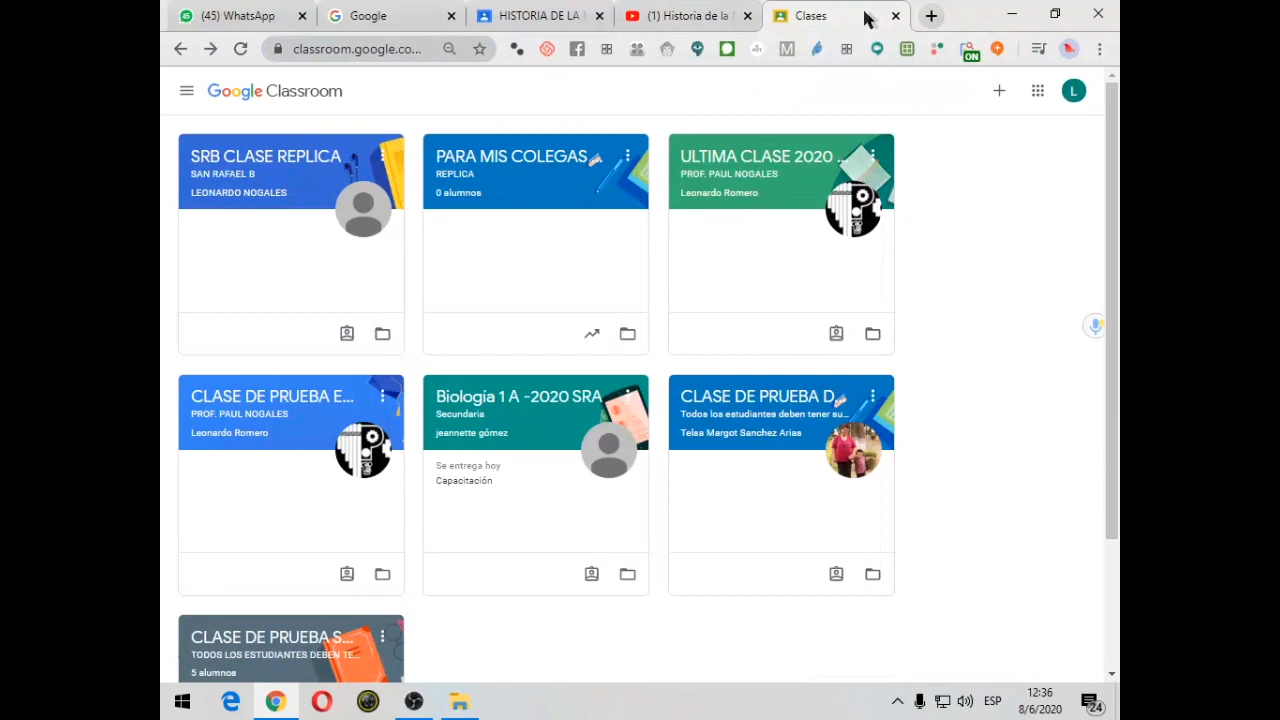 (45) WhatsApp
Google
HISTORIA DE LA
(1) Historia de la
Clases
classroom.google.co...
ON
Google Classroom
L
SRB CLASE REPLICA
SAN RAFAEL B
LEONARDO NOGALES
PARA MIS COLEGAS
REPLICA
0 alumnos
ULTIMA CLASE 2020 ...
PROF. PAUL NOGALES
Leonardo Romero
CLASE DE PRUEBA E...
PROF. PAUL NOGALES
Leonardo Romero
Biología 1 A -2020 SRA
Secundaria
jeannette gómez
Se entrega hoy
Capacitación
CLASE DE PRUEBA D...
Todos los estudiantes deben tener su...
Telsa Margot Sanchez Arias
CLASE DE PRUEBA S...
TODOS LOS ESTUDIANTES DEBEN TE...
5 alumnos
ESP
12:36
8/6/2020
24